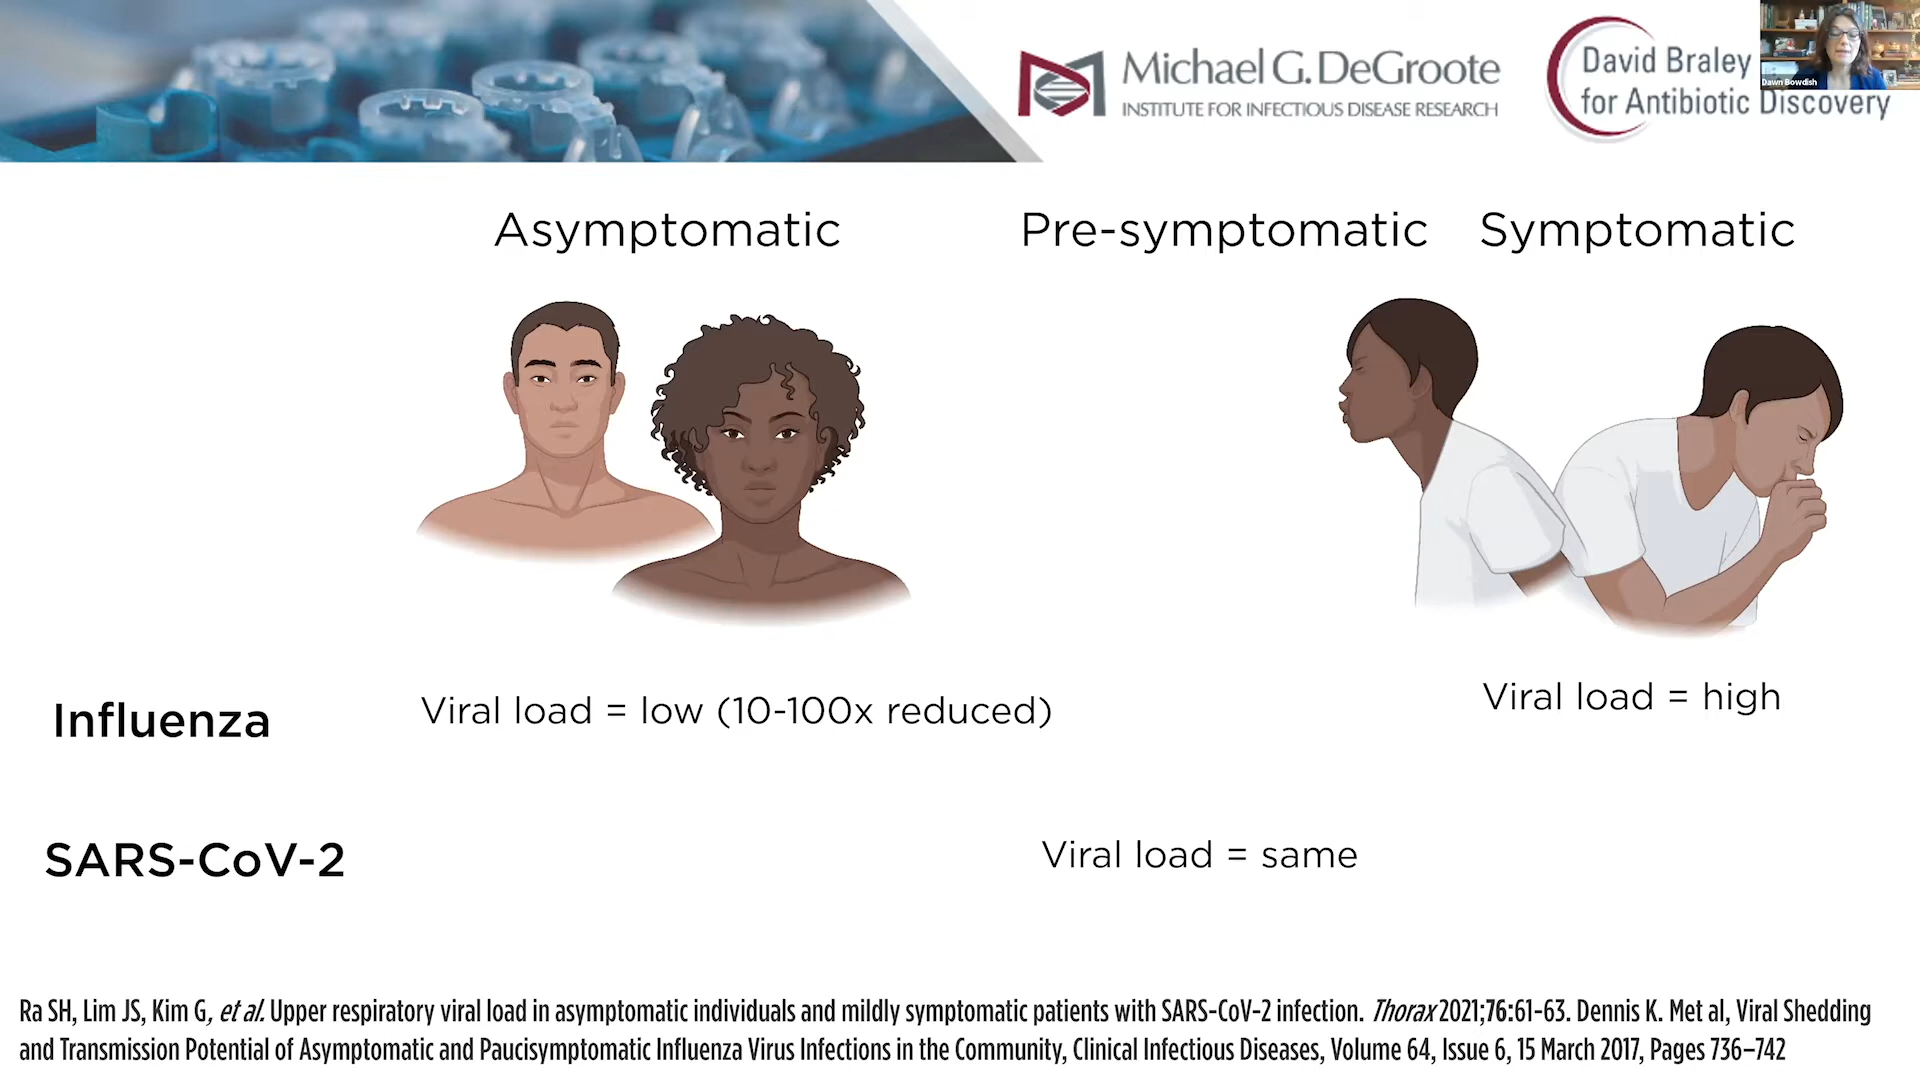 Michael G. DeGroote
INSTITUTE FOR INFECTIOUS DISEASE RESEARCH
David Braley
for Antibiotic Discovery
Dawn Bowdish
Asymptomatic
Pre-symptomatic
Symptomatic
Influenza
Viral load = low (10-100x reduced)
Viral load = high
SARS-CoV-2
Viral load = same
Ra SH, Lim JS, Kim G, et al. Upper respiratory viral load in asymptomatic individuals and mildly symptomatic patients with SARS-CoV-2 infection. Thorax 2021;76:61-63. Dennis K. Met al, Viral Shedding
and Transmission Potential of Asymptomatic and Paucisymptomatic Influenza Virus Infections in the Community, Clinical Infectious Diseases, Volume 64, Issue 6, 15 March 2017, Pages 736–742